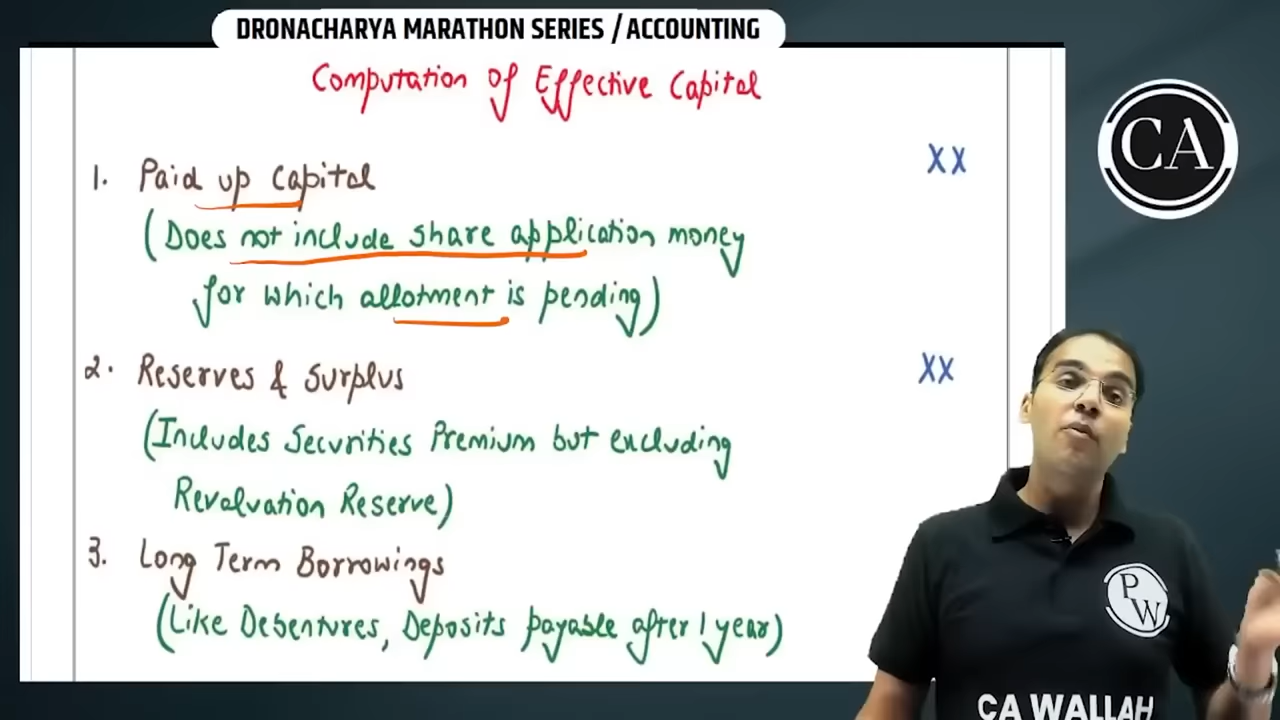 DRONACHARYA MARATHON SERIES / ACCOUNTING
Computation of Effective Capital
1. Paid up Capital XX
(Does not include share application money
for which allotment is pending)
2. Reserves & Surplus XX
(Includes Securities Premium but excluding
Revaluation Reserve)
3. Long Term Borrowings
(Like Debentures, Deposits payable after 1 year)
CA
PW
CA WALLAH